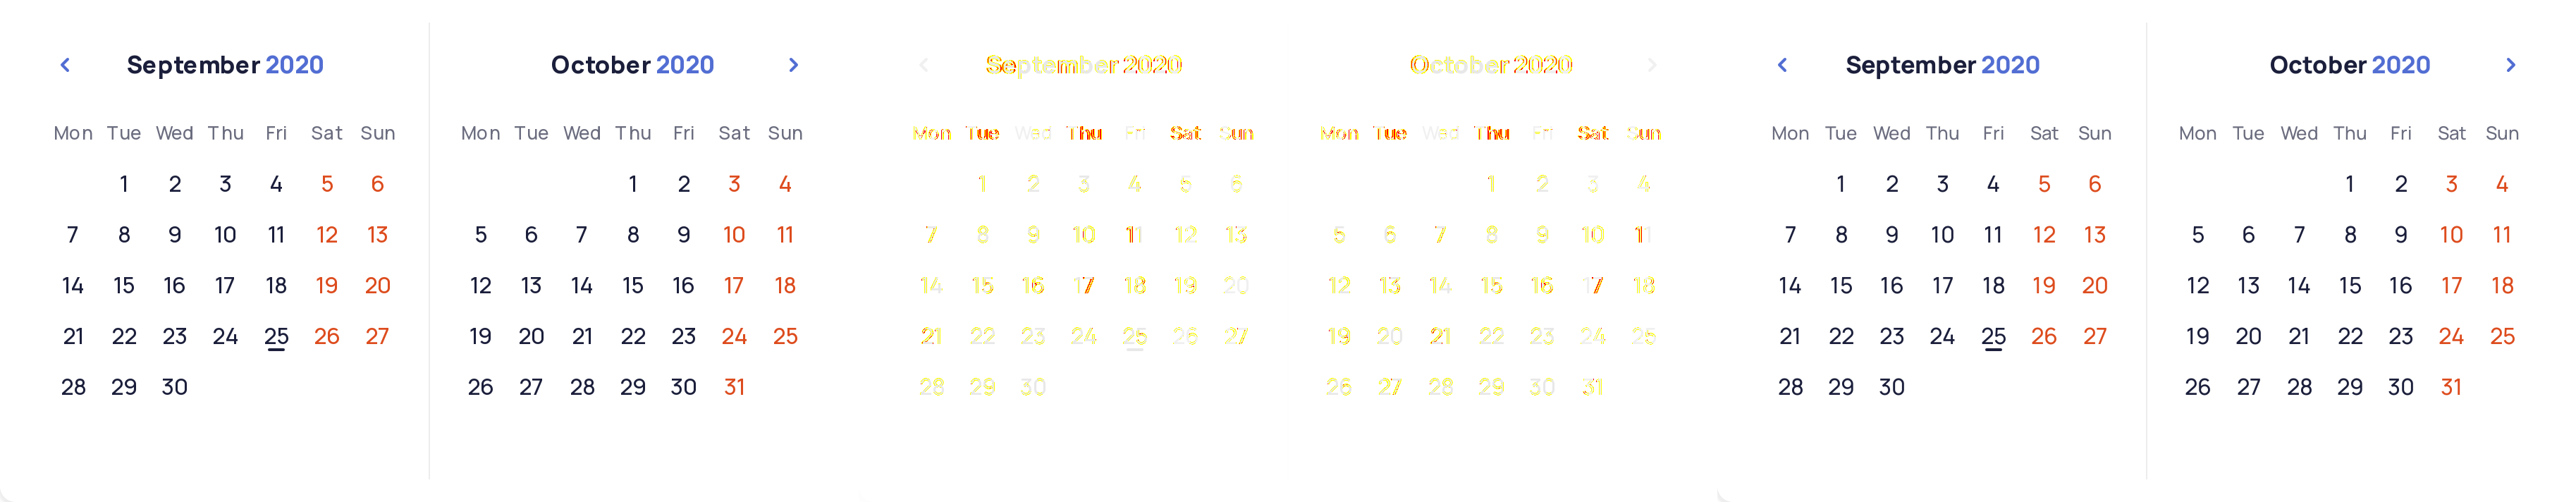 September 2020 October 2020 September 2020 October 2020 September 2020 October 2020
Mon Tue Wed Thu Fri Sat Sun Mon Tue Wed Thu Fri Sat Sun Mon Tue Wed Thu Fri Sat Sun Mon Tue Wed Thu Fri Sat Sun Mon Tue Wed Thu Fri Sat Sun Mon Tue Wed Thu Fri Sat Sun
1 2 3 4 5 6 1 2 3 4 1 2 3 4 5 6 1 2 3 4 1 2 3 4 5 6 1 2 3 4
7 8 9 10 11 12 13 5 6 7 8 9 10 11 7 8 9 10 11 12 13 5 6 7 8 9 10 11 7 8 9 10 11 12 13 5 6 7 8 9 10 11
14 15 16 17 18 19 20 12 13 14 15 16 17 18 14 15 16 17 18 19 20 12 13 14 15 16 17 18 14 15 16 17 18 19 20 12 13 14 15 16 17 18
21 22 23 24 25 26 27 19 20 21 22 23 24 25 21 22 23 24 25 26 27 19 20 21 22 23 24 25 21 22 23 24 25 26 27 19 20 21 22 23 24 25
28 29 30 26 27 28 29 30 31 28 29 30 26 27 28 29 30 31 28 29 30 26 27 28 29 30 31